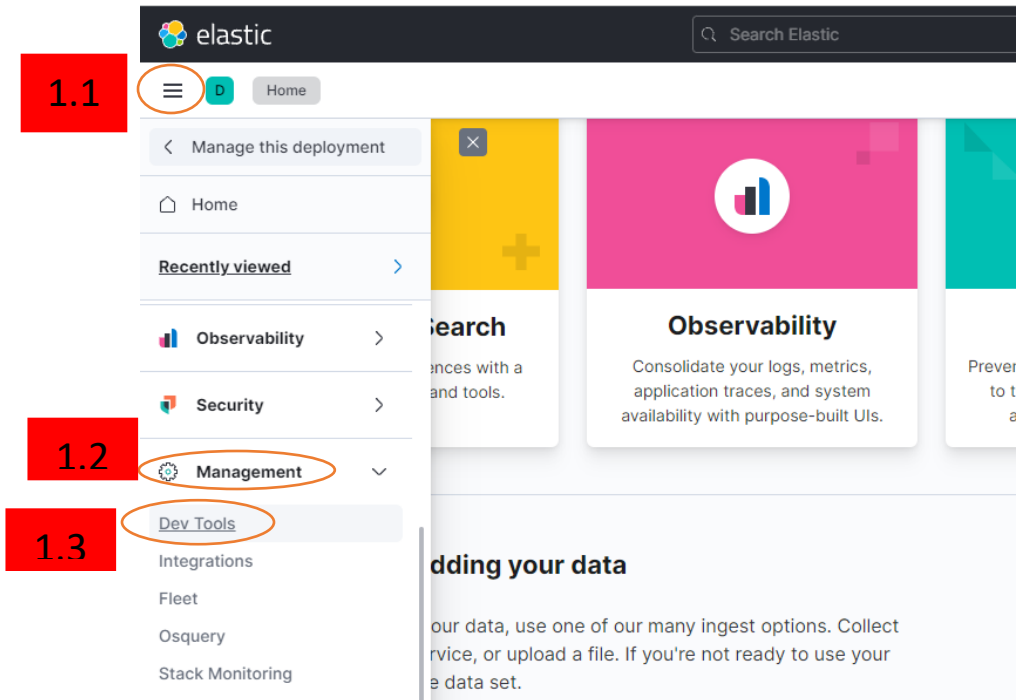 elastic
Search Elastic
1.1
D
Home
Manage this deployment
Home
Recently viewed
Observability
Security
1.2
Management
1.3
Dev Tools
Integrations
Fleet
Osquery
Stack Monitoring
earch
ences with a
and tools.
Observability
Consolidate your logs, metrics,
application traces, and system
availability with purpose-built UIs.
Prever
to t
a
dding your data
our data, use one of our many ingest options. Collect
rvice, or upload a file. If you're not ready to use your
e data set.